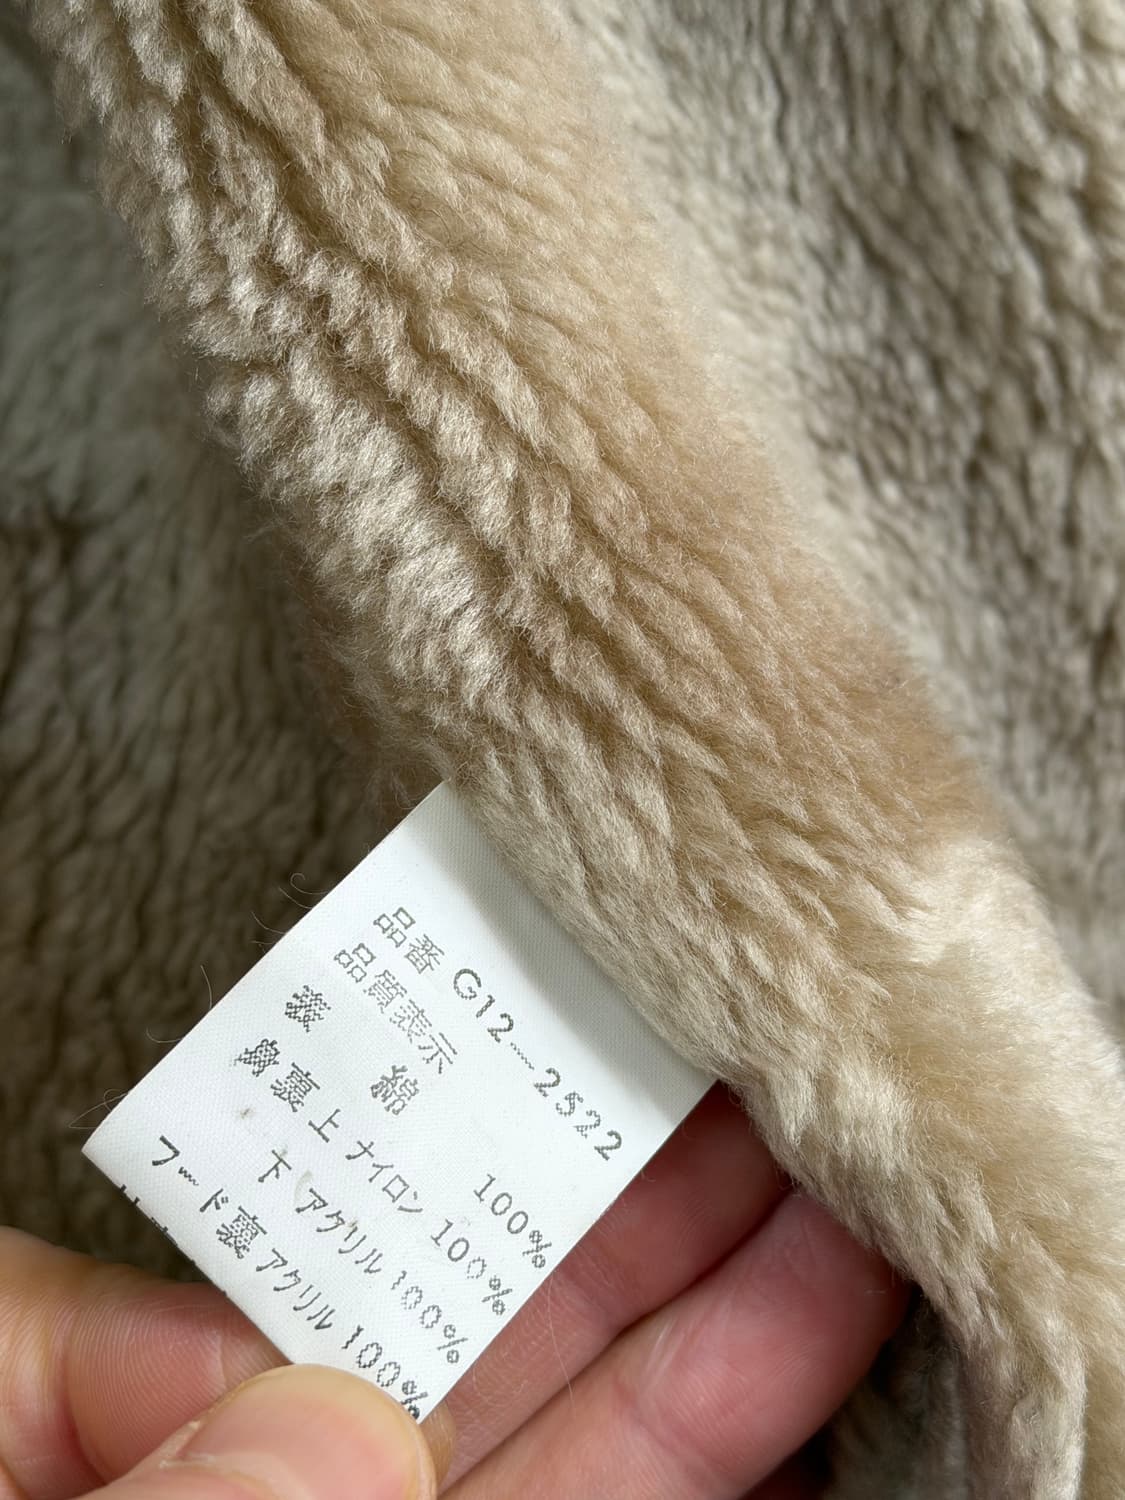 品番 G12-2522
品質表示
表 綿 100%
身裏上 ナイロン 100%
下 アクリル 100%
フード裏 アクリル 100%